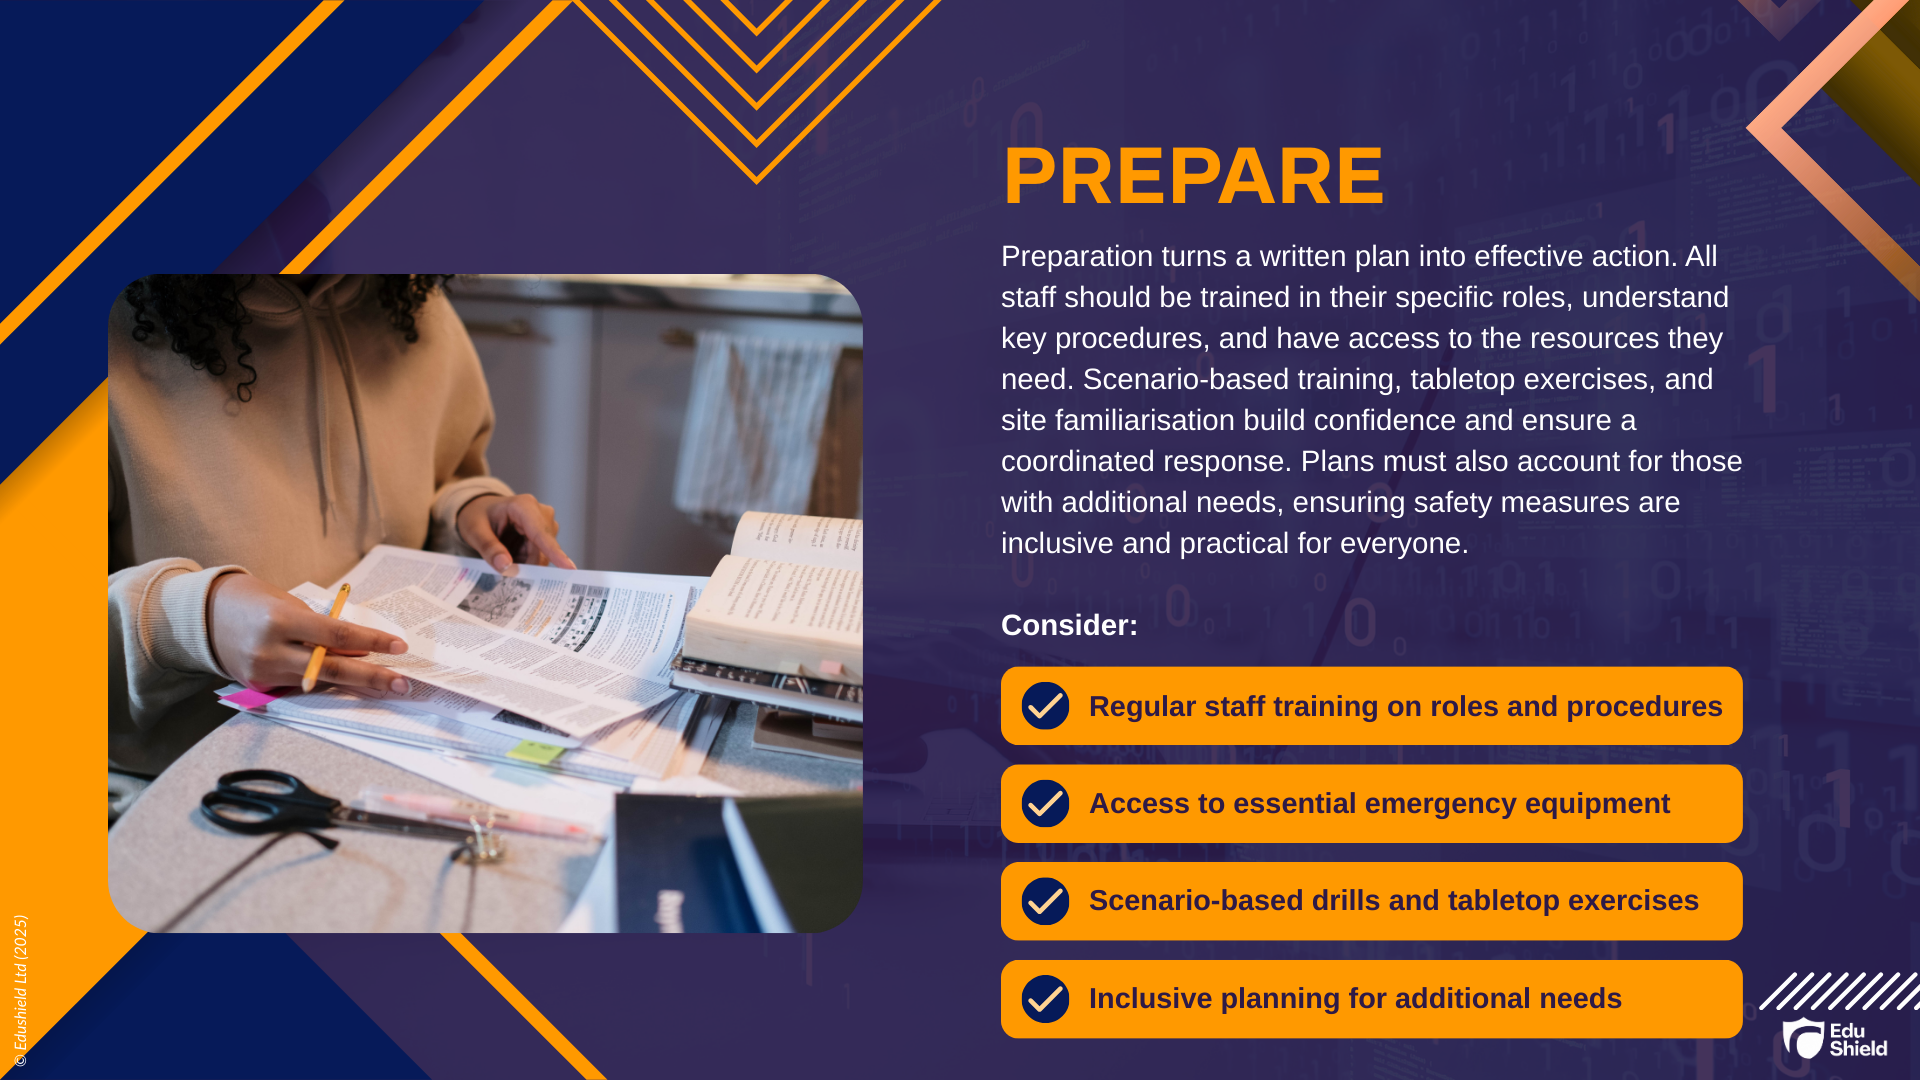 PREPARE
Preparation turns a written plan into effective action. All
staff should be trained in their specific roles, understand
key procedures, and have access to the resources they
need. Scenario-based training, tabletop exercises, and
site familiarisation build confidence and ensure a
coordinated response. Plans must also account for those
with additional needs, ensuring safety measures are
inclusive and practical for everyone.
Consider:
Regular staff training on roles and procedures
Access to essential emergency equipment
Scenario-based drills and tabletop exercises
Inclusive planning for additional needs
© Edushield Ltd (2025)
Edu
Shield